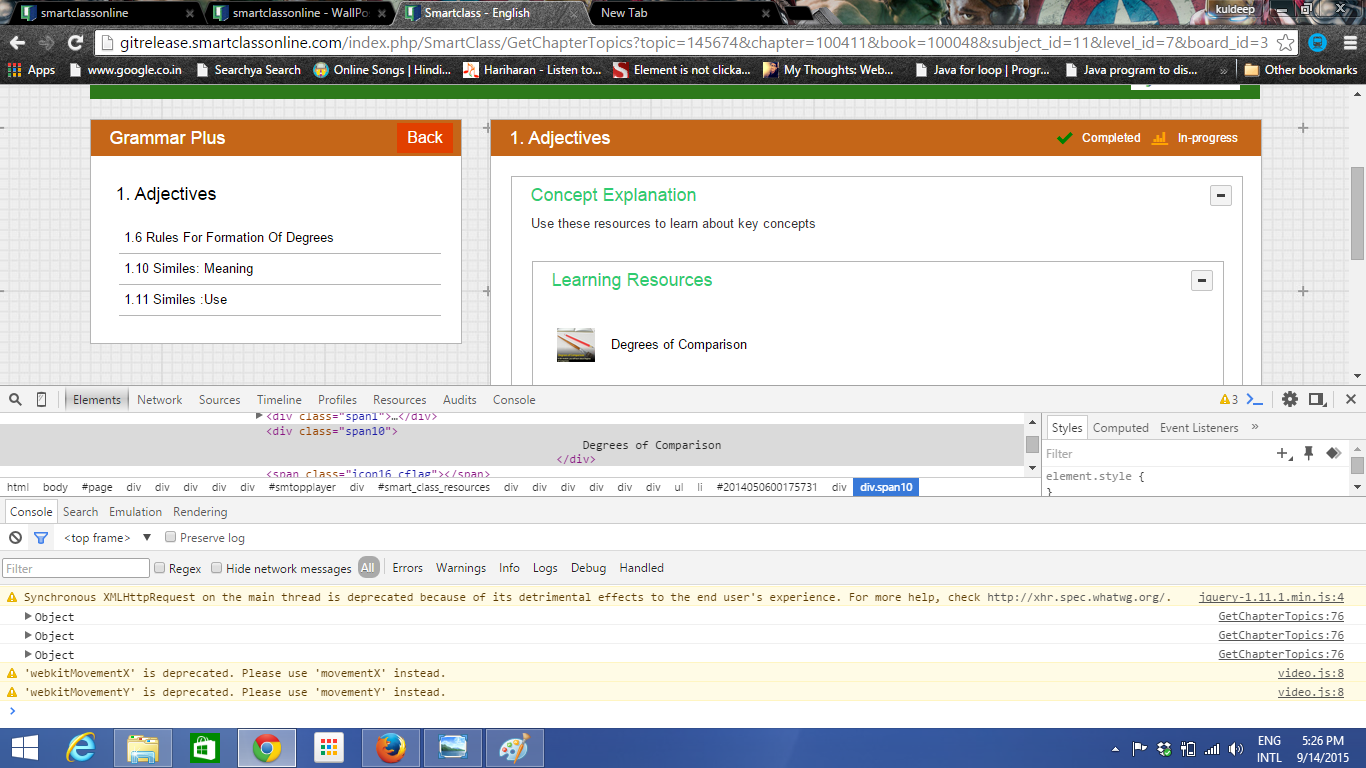 smartclassonline
smartclassonline - WallPo
Smartclass - English
New Tab
kuldeep
gitrelease.smartclassonline.com/index.php/SmartClass/GetChapterTopics?topic=145674&chapter=100411&book=100048&subject_id=11&level_id=7&board_id=3
Apps
www.google.co.in
Searchya Search
Online Songs | Hindi...
Hariharan - Listen to...
Element is not clicka...
My Thoughts: Web...
Java for loop | Progr...
Java program to dis...
»
Other bookmarks
Grammar Plus
Back
1. Adjectives
1.6 Rules For Formation Of Degrees
1.10 Similes: Meaning
1.11 Similes :Use
1. Adjectives
Completed
In-progress
Concept Explanation
Use these resources to learn about key concepts
Learning Resources
Degrees of Comparison
Elements Network Sources Timeline Profiles Resources Audits Console
3
<div class="span1">…</div>
<div class="span10">
Degrees of Comparison
</div>
<span class="icon16 cflag"></span>
Styles Computed Event Listeners »
Filter
element.style {
}
html body #page div div div div #smtopplayer div #smart_class_resources div div div div div div ul li #2014050600175731 div div.span10
Console Search Emulation Rendering
<top frame> ▼ Preserve log
Filter Regex Hide network messages All Errors Warnings Info Logs Debug Handled
Synchronous XMLHttpRequest on the main thread is deprecated because of its detrimental effects to the end user's experience. For more help, check http://xhr.spec.whatwg.org/. jquery-1.11.1.min.js:4
Object GetChapterTopics:76
Object GetChapterTopics:76
Object GetChapterTopics:76
'webkitMovementX' is deprecated. Please use 'movementX' instead. video.js:8
'webkitMovementY' is deprecated. Please use 'movementY' instead. video.js:8
>
ENG
INTL
5:26 PM
9/14/2015